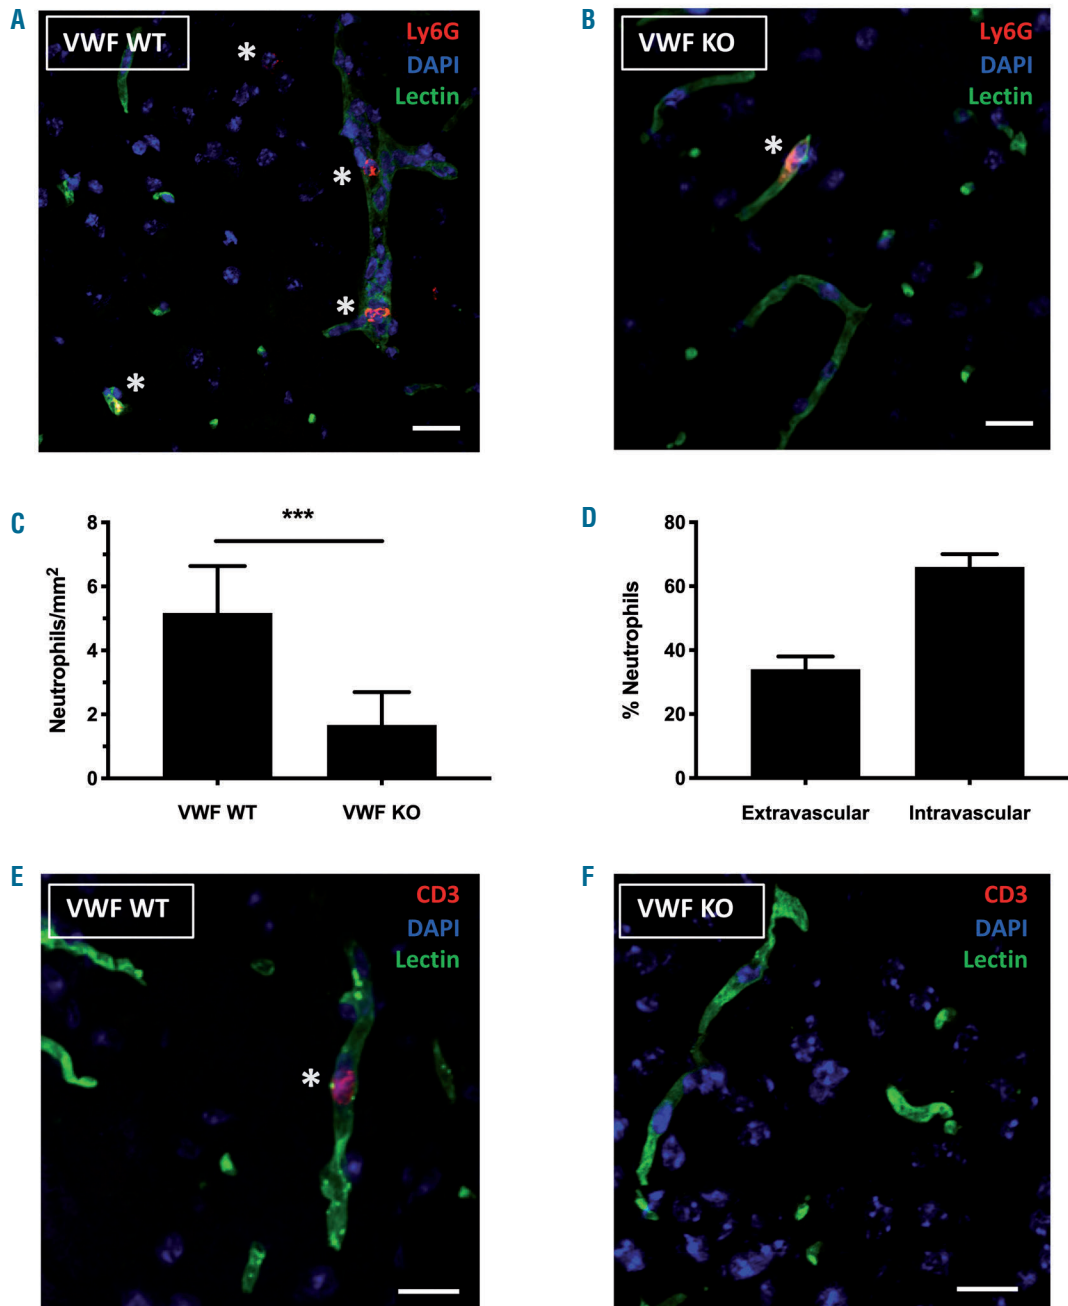 A
VWF WT
Ly6G
DAPI
Lectin
*
*
*
*
B
VWF KO
Ly6G
DAPI
Lectin
*
C
Neutrophils/mm²
8
6
4
2
0
***
VWF WT
VWF KO
D
% Neutrophils
80
60
40
20
0
Extravascular
Intravascular
E
VWF WT
CD3
DAPI
Lectin
*
F
VWF KO
CD3
DAPI
Lectin